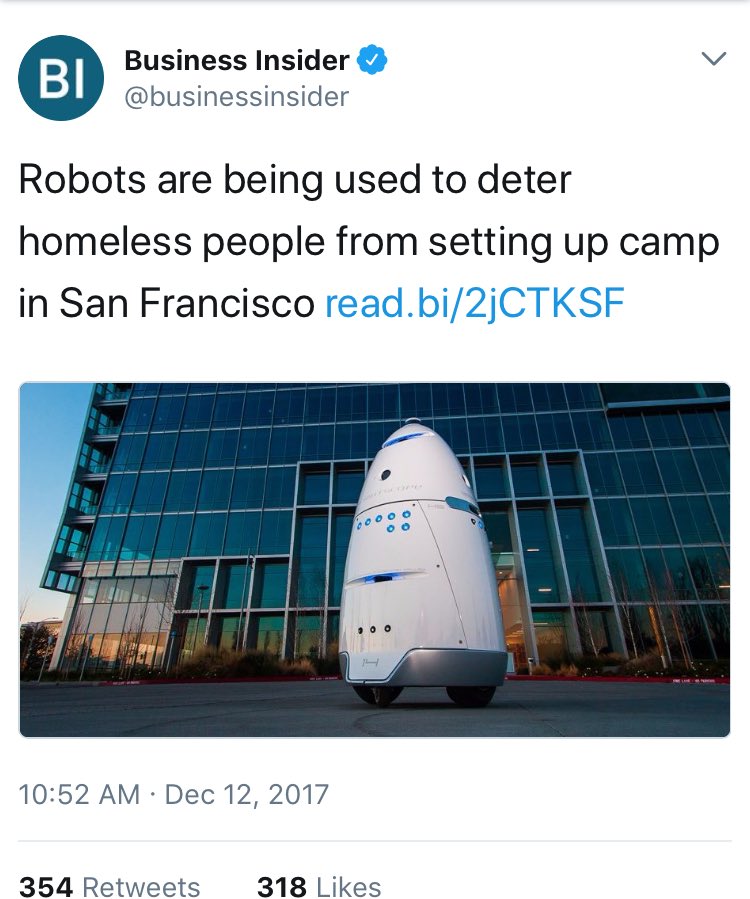 BI
Business Insider
@businessinsider
Robots are being used to deter
homeless people from setting up camp
in San Francisco read.bi/2jCTKSF
10:52 AM · Dec 12, 2017
354 Retweets 318 Likes